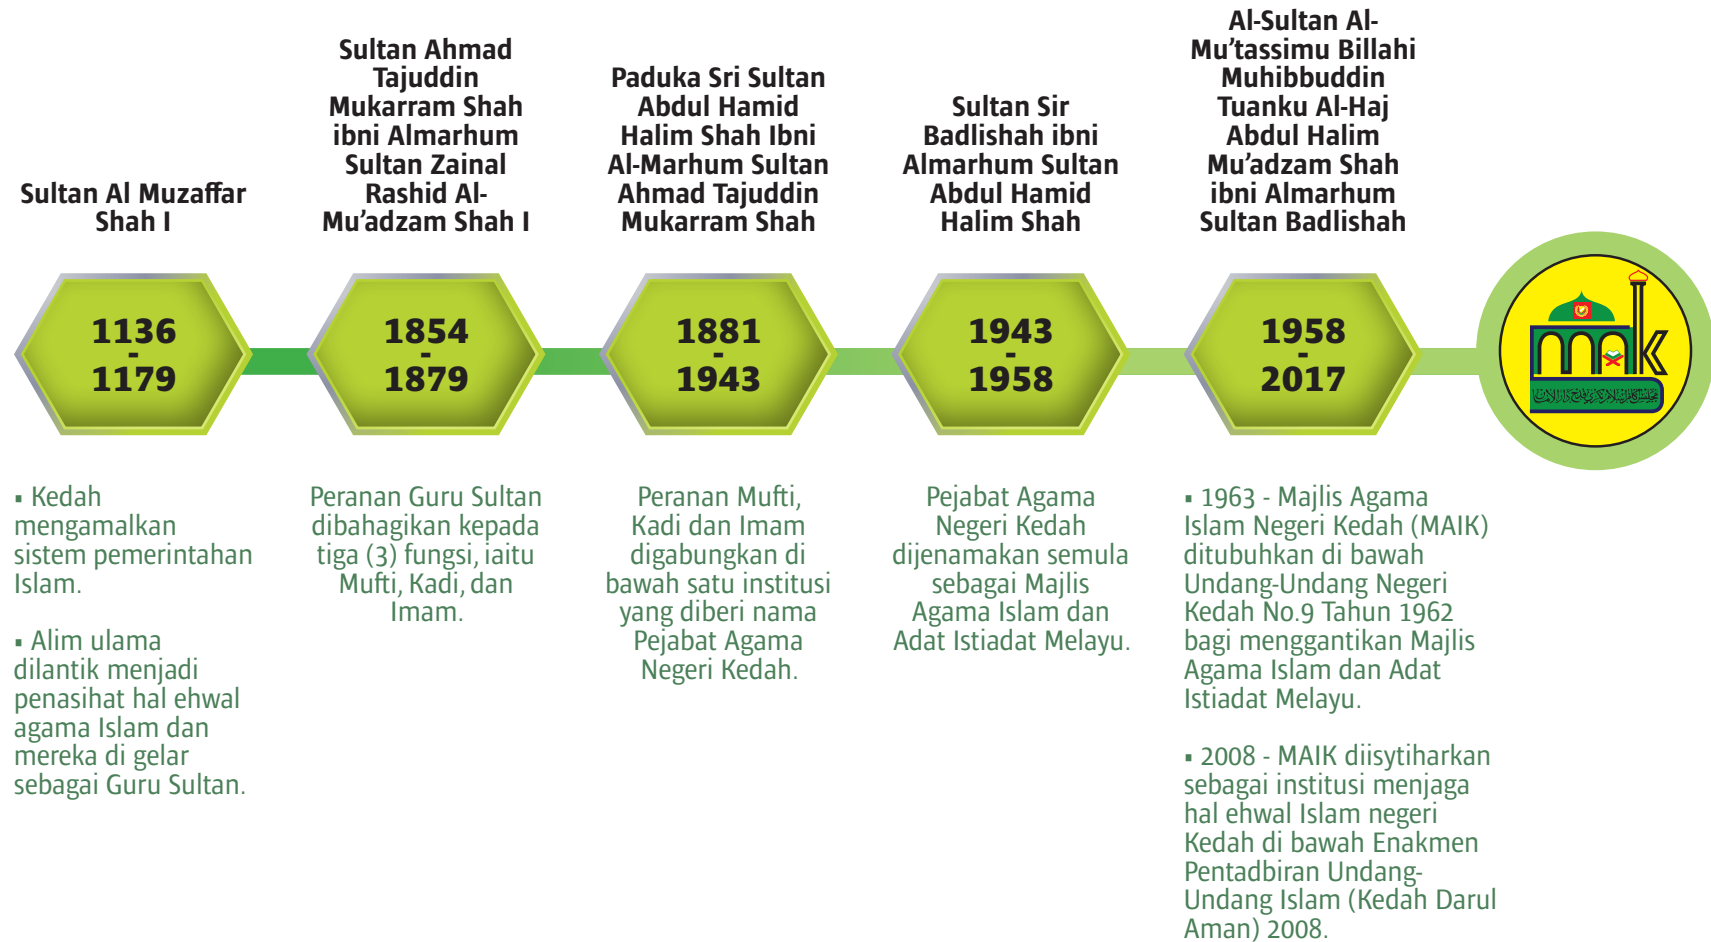 Sultan Al Muzaffar
Shah I
1136
-
1179
▪ Kedah
mengamalkan
sistem pemerintahan
Islam.
▪ Alim ulama
dilantik menjadi
penasihat hal ehwal
agama Islam dan
mereka di gelar
sebagai Guru Sultan.
Sultan Ahmad
Tajuddin
Mukarram Shah
ibni Almarhum
Sultan Zainal
Rashid Al-
Mu’adzam Shah I
1854
-
1879
Peranan Guru Sultan
dibahagikan kepada
tiga (3) fungsi, iaitu
Mufti, Kadi, dan
Imam.
Paduka Sri Sultan
Abdul Hamid
Halim Shah Ibni
Al-Marhum Sultan
Ahmad Tajuddin
Mukarram Shah
1881
-
1943
Peranan Mufti,
Kadi dan Imam
digabungkan di
bawah satu institusi
yang diberi nama
Pejabat Agama
Negeri Kedah.
Sultan Sir
Badlishah ibni
Almarhum Sultan
Abdul Hamid
Halim Shah
1943
-
1958
Pejabat Agama
Negeri Kedah
dijenamakan semula
sebagai Majlis
Agama Islam dan
Adat Istiadat Melayu.
Al-Sultan Al-
Mu’tassimu Billahi
Muhibbuddin
Tuanku Al-Haj
Abdul Halim
Mu’adzam Shah
ibni Almarhum
Sultan Badlishah
1958
-
2017
▪ 1963 - Majlis Agama
Islam Negeri Kedah (MAIK)
ditubuhkan di bawah
Undang-Undang Negeri
Kedah No.9 Tahun 1962
bagi menggantikan Majlis
Agama Islam dan Adat
Istiadat Melayu.
▪ 2008 - MAIK diisytiharkan
sebagai institusi menjaga
hal ehwal Islam negeri
Kedah di bawah Enakmen
Pentadbiran Undang-
Undang Islam (Kedah Darul
Aman) 2008.
maik